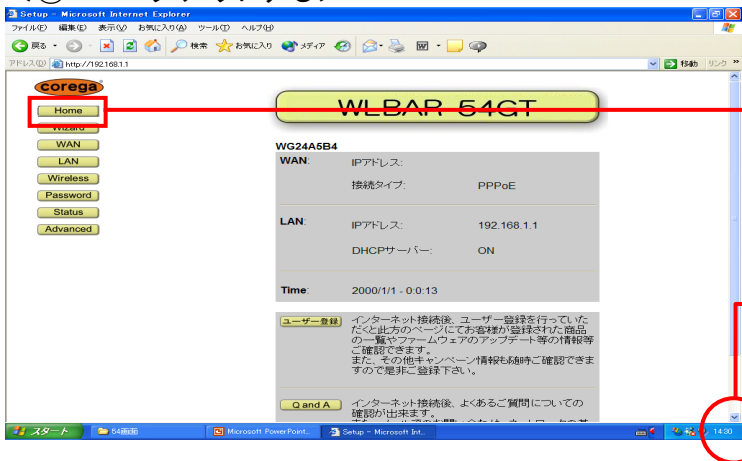 Setup - Microsoft Internet Explorer
ファイル(F) 編集(E) 表示(V) お気に入り(A) ツール(T) ヘルプ(H)
戻る 検索 お気に入り メディア
アドレス(D) http://192.168.1.1 移動 リンク »
corega
Home
Wizard
WAN
LAN
Wireless
Password
Status
Advanced
WLBAR-54GT
WG24A5B4
WAN: IPアドレス:
接続タイプ: PPPoE
LAN: IPアドレス: 192.168.1.1
DHCPサーバー: ON
Time: 2000/1/1 - 0:0:13
ユーザー登録 インターネット接続後、ユーザー登録を行っていた
だくと此方のページにてお客様が登録された商品
の一覧やファームウェアのアップデート等の情報等
ご確認できます。
また、その他キャンペーン情報も随時ご確認できま
すので是非ご登録下さい。
Q and A インターネット接続後、よくあるご質問についての
確認が出来ます。
スタート 54画面 Microsoft PowerPoint... Setup - Microsoft Int... 14:30